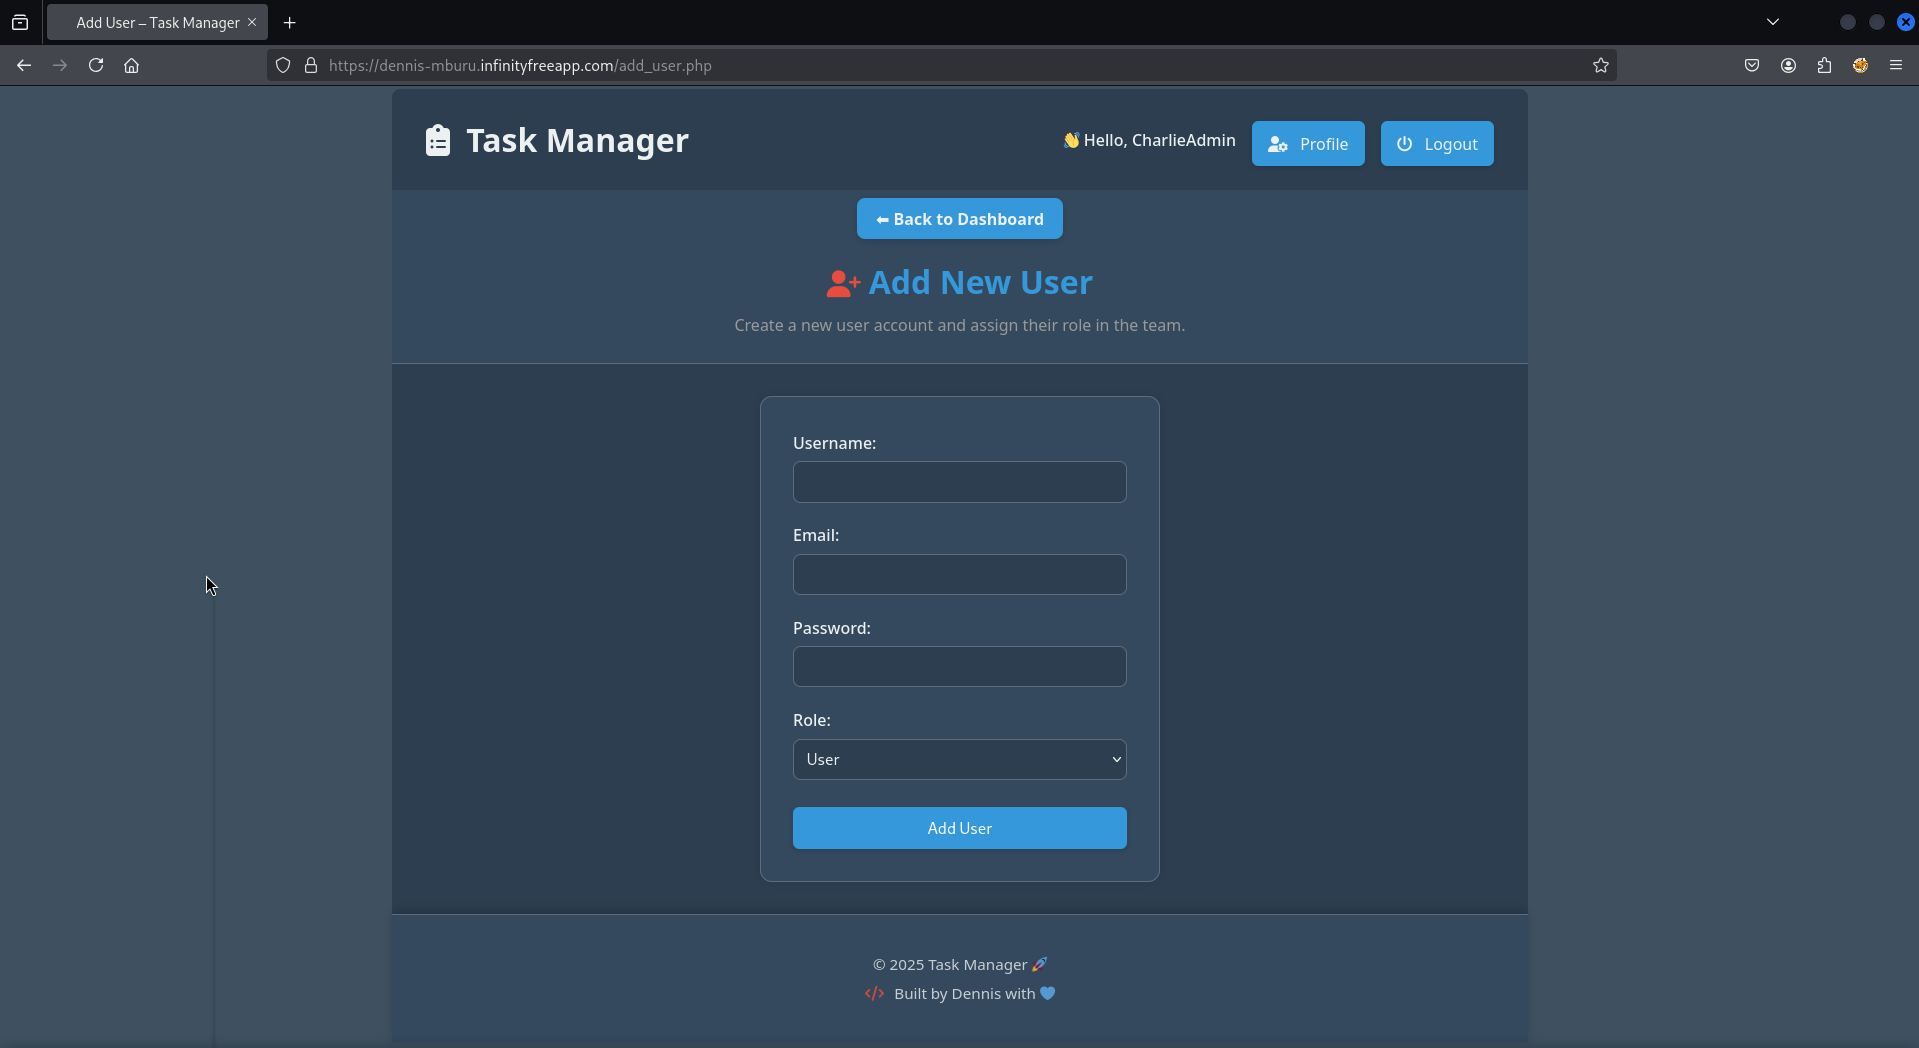 Add User – Task Manager
https://dennis-mburu.infinityfreeapp.com/add_user.php
Task Manager
👋 Hello, CharlieAdmin
Profile
Logout
⬅ Back to Dashboard
Add New User
Create a new user account and assign their role in the team.
Username:
Email:
Password:
Role:
User
Add User
© 2025 Task Manager 🚀
</> Built by Dennis with 💙